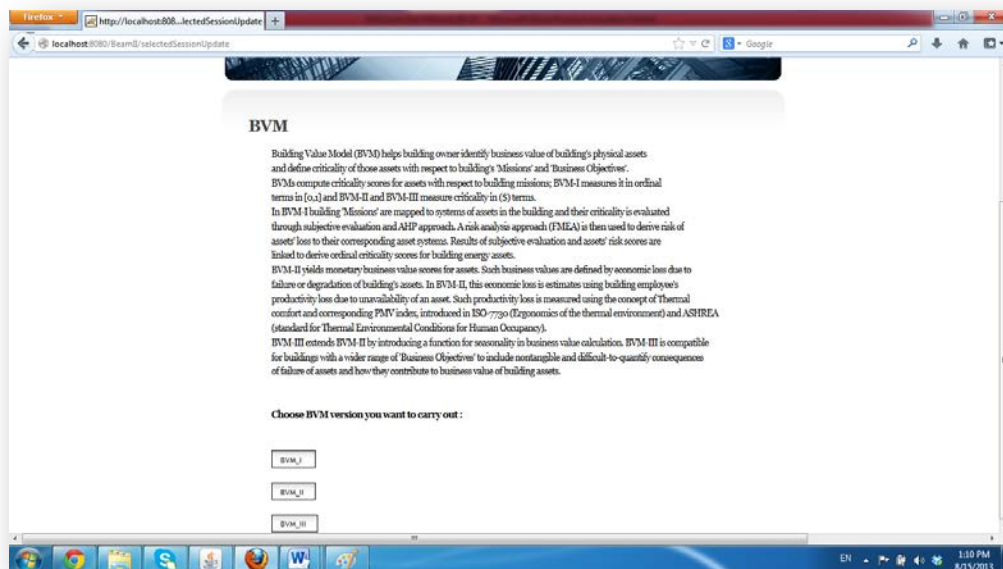 Firefox
http://localhost:808...lectedSessionUpdate
localhost:8080/BeamII/selectedSessionUpdate
Google
BVM
Building Value Model (BVM) helps building owner identify business value of building's physical assets
and define criticality of those assets with respect to building's 'Missions' and 'Business Objectives'.
BVMs compute criticality scores for assets with respect to building missions; BVM-I measures it in ordinal
terms in [0,1] and BVM-II and BVM-III measure criticality in ($) terms.
In BVM-I building 'Missions' are mapped to systems of assets in the building and their criticality is evaluated
through subjective evaluation and AHP approach. A risk analysis approach (FMEA) is then used to derive risk of
assets' loss to their corresponding asset systems. Results of subjective evaluation and assets' risk scores are
linked to derive ordinal criticality scores for building energy assets.
BVM-II yields monetary business value scores for assets. Such business values are defined by economic loss due to
failure or degradation of building's assets. In BVM-II, this economic loss is estimates using building employee's
productivity loss due to unavailability of an asset. Such productivity loss is measured using the concept of Thermal
comfort and corresponding PMV index, introduced in ISO-7730 (Ergonomics of the thermal environment) and ASHREA
(standard for Thermal Environmental Conditions for Human Occupancy).
BVM-III extends BVM-II by introducing a function for seasonality in business value calculation. BVM-III is compatible
for buildings with a wider range of 'Business Objectives' to include nontangible and difficult-to-quantify consequences
of failure of assets and how they contribute to business value of building assets.
Choose BVM version you want to carry out :
BVM_I
BVM_II
BVM_III
EN
1:10 PM
8/15/2013